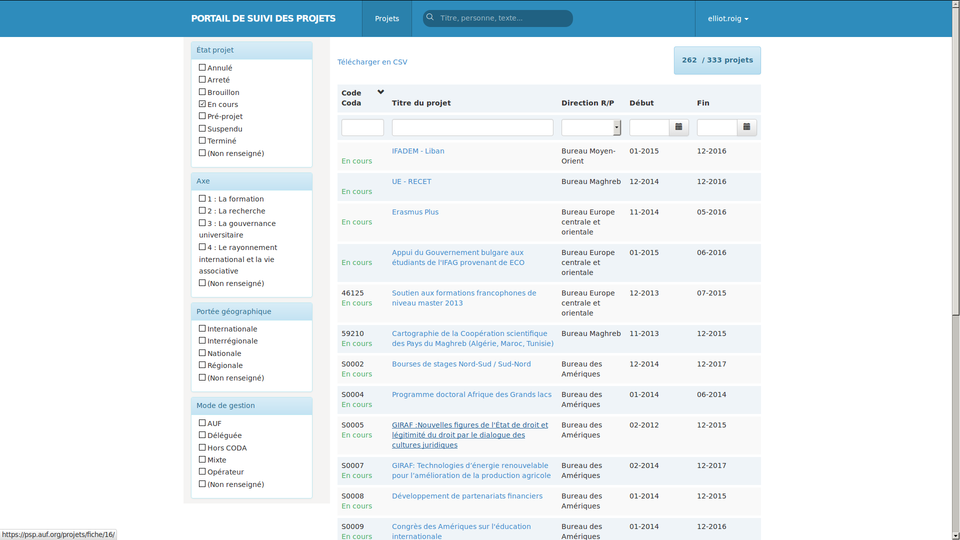 PORTAIL DE SUIVI DES PROJETS
Projets
Titre, personne, texte...
elliot.roig
État projet
Annulé
Arreté
Brouillon
En cours
Pré-projet
Suspendu
Terminé
(Non renseigné)
Axe
1 : La formation
2 : La recherche
3 : La gouvernance
universitaire
4 : Le rayonnement
international et la vie
associative
(Non renseigné)
Portée géographique
Internationale
Interrégionale
Nationale
Régionale
(Non renseigné)
Mode de gestion
AUF
Déléguée
Hors CODA
Mixte
Opérateur
(Non renseigné)
Télécharger en CSV
262 / 333 projets
Code
Coda Titre du projet Direction R/P Début Fin
IFADEM - Liban Bureau Moyen- 01-2015 12-2016
En cours Orient
UE - RECET Bureau Maghreb 12-2014 12-2016
En cours
Erasmus Plus Bureau Europe 11-2014 05-2016
En cours centrale et
orientale
Appui du Gouvernement bulgare aux Bureau Europe 01-2015 06-2016
En cours étudiants de l'IFAG provenant de ECO centrale et
orientale
46125 Soutien aux formations francophones de Bureau Europe 12-2013 07-2015
En cours niveau master 2013 centrale et
orientale
59210 Cartographie de la Coopération scientifique Bureau Maghreb 11-2013 12-2015
En cours des Pays du Maghreb (Algérie, Maroc, Tunisie)
S0002 Bourses de stages Nord-Sud / Sud-Nord Bureau des 12-2014 12-2017
En cours Amériques
S0004 Programme doctoral Afrique des Grands lacs Bureau des 01-2014 06-2014
En cours Amériques
S0005 GIRAF :Nouvelles figures de l'État de droit et Bureau des 02-2012 12-2015
En cours légitimité du droit par le dialogue des Amériques
cultures juridiques
S0007 GIRAF: Technologies d'énergie renouvelable Bureau des 02-2014 12-2017
En cours pour l'amélioration de la production agricole Amériques
S0008 Développement de partenariats financiers Bureau des 01-2014 12-2015
En cours Amériques
S0009 Congrès des Amériques sur l'éducation Bureau des 01-2014 12-2016
En cours internationale Amériques
https://psp.auf.org/projets/fiche/16/